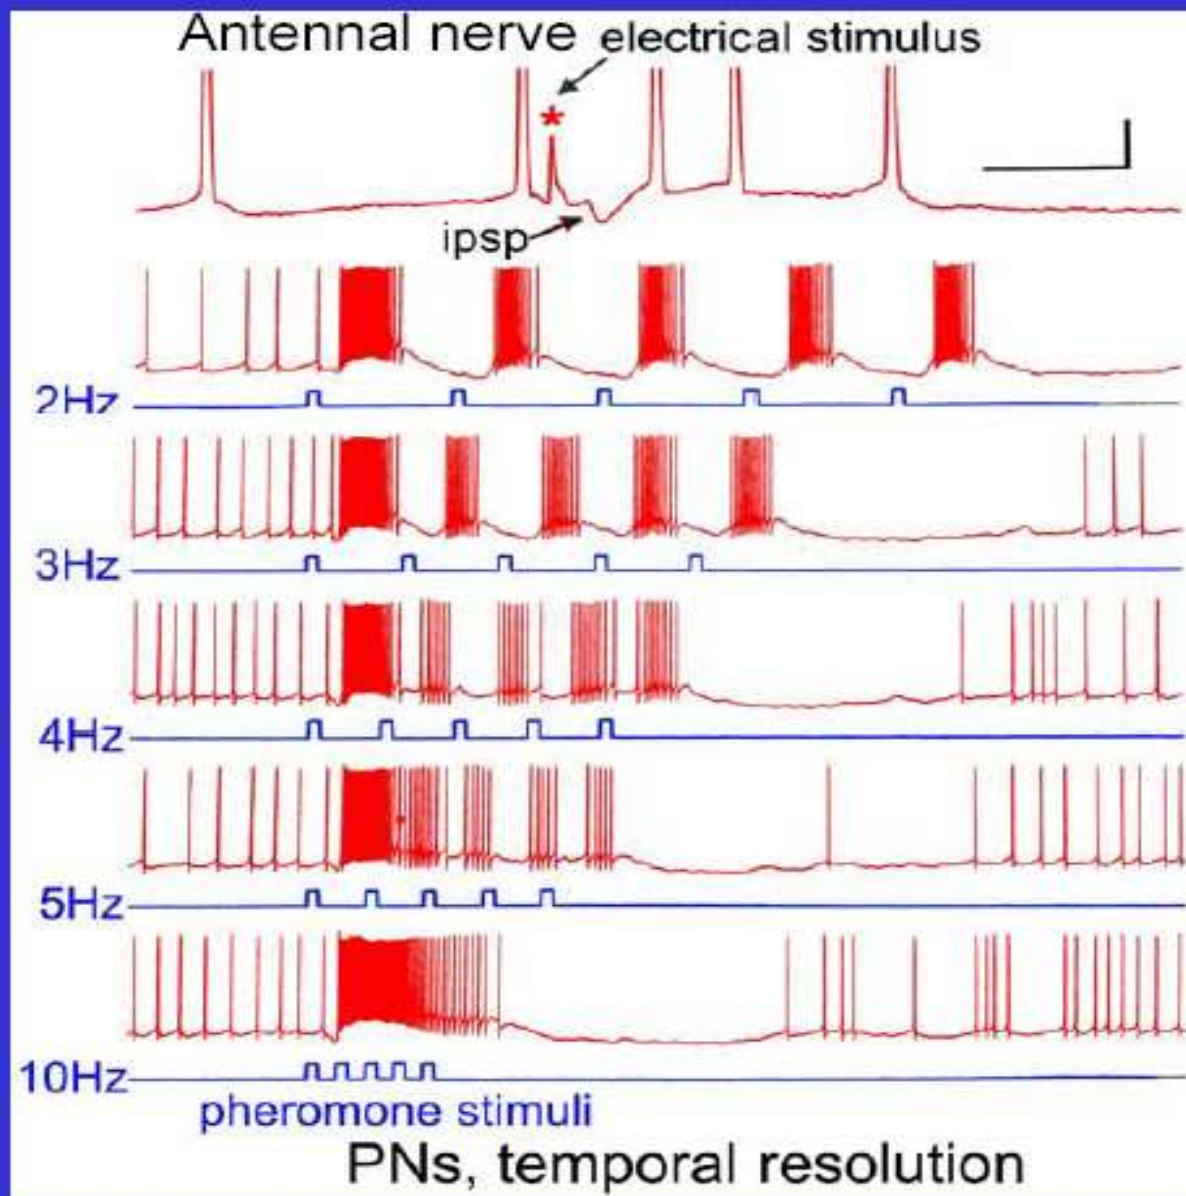 Antennal nerve electrical stimulus
*
ipsp
2Hz
3Hz
4Hz
5Hz
10Hz
pheromone stimuli
PNs, temporal resolution